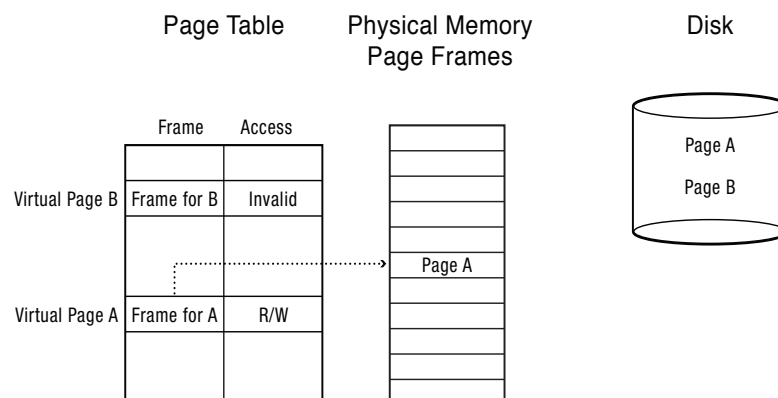 Page Table
Physical Memory
Page Frames
Disk
Frame Access
Virtual Page B Frame for B Invalid
Virtual Page A Frame for A R/W
Page A
Page A
Page B